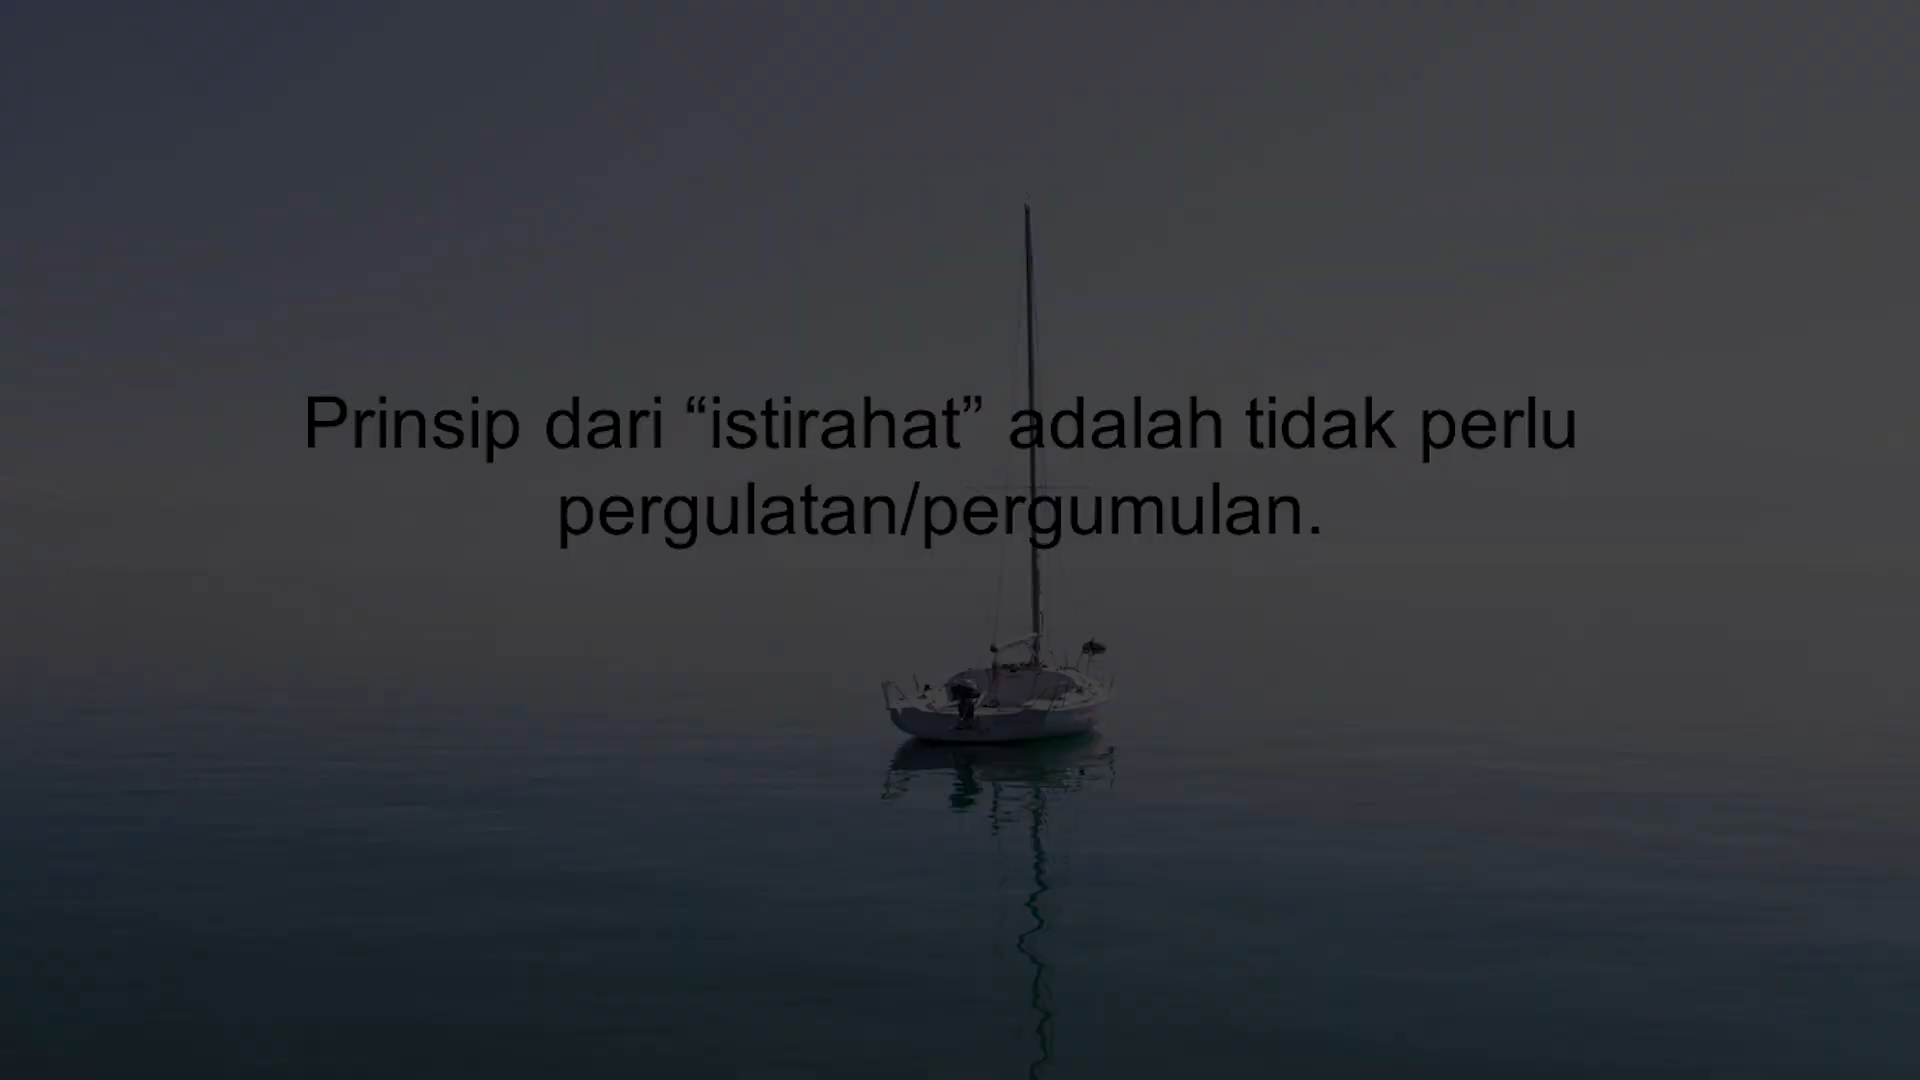 Prinsip dari “istirahat” adalah tidak perlu
pergulatan/pergumulan.